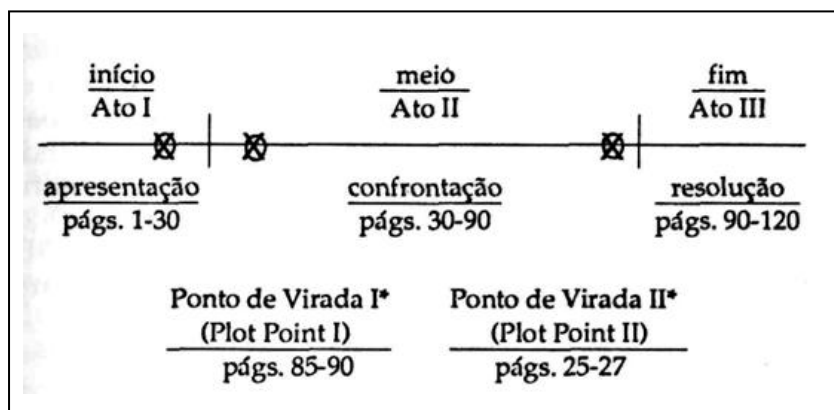 início meio fim
Ato I Ato II Ato III
apresentação confrontação resolução
págs. 1-30 págs. 30-90 págs. 90-120
Ponto de Virada I* Ponto de Virada II*
(Plot Point I) (Plot Point II)
págs. 85-90 págs. 25-27